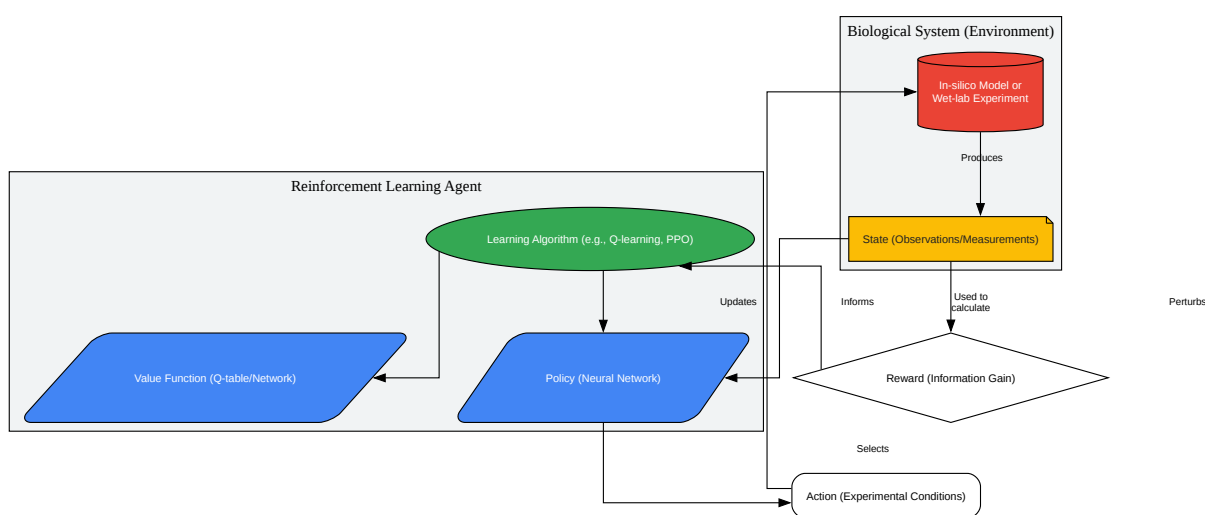 Biological System (Environment)
In-silico Model or
Wet-lab Experiment
Produces
Reinforcement Learning Agent
Learning Algorithm (e.g., Q-learning, PPO)
State (Observations/Measurements)
Updates
Informs
Used to
calculate
Perturbs
Value Function (Q-table/Network)
Policy (Neural Network)
Reward (Information Gain)
Selects
Action (Experimental Conditions)